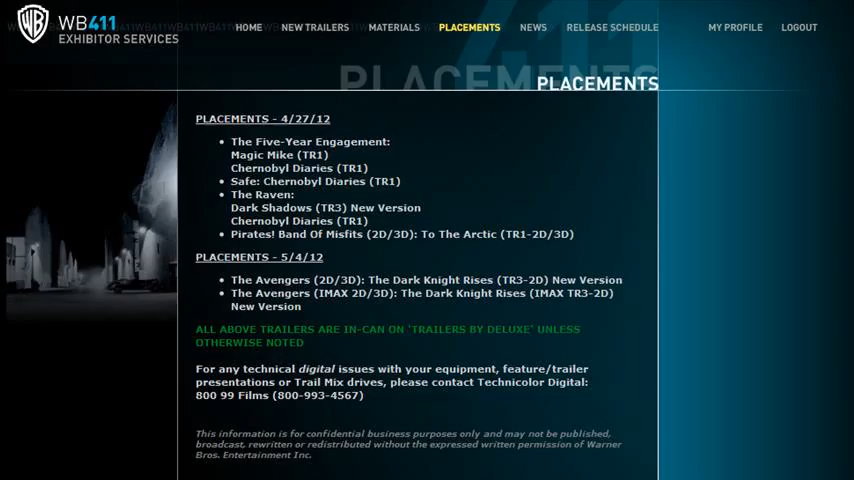 WB411
EXHIBITOR SERVICES
HOME NEW TRAILERS MATERIALS PLACEMENTS NEWS RELEASE SCHEDULE MY PROFILE LOGOUT
PLACEMENTS
PLACEMENTS
PLACEMENTS - 4/27/12
• The Five-Year Engagement:
Magic Mike (TR1)
Chernobyl Diaries (TR1)
• Safe: Chernobyl Diaries (TR1)
• The Raven:
Dark Shadows (TR3) New Version
Chernobyl Diaries (TR1)
• Pirates! Band Of Misfits (2D/3D): To The Arctic (TR1-2D/3D)
PLACEMENTS - 5/4/12
• The Avengers (2D/3D): The Dark Knight Rises (TR3-2D) New Version
• The Avengers (IMAX 2D/3D): The Dark Knight Rises (IMAX TR3-2D)
New Version
ALL ABOVE TRAILERS ARE IN-CAN ON 'TRAILERS BY DELUXE' UNLESS
OTHERWISE NOTED
For any technical digital issues with your equipment, feature/trailer
presentations or Trail Mix drives, please contact Technicolor Digital:
800 99 Films (800-993-4567)
This information is for confidential business purposes only and may not be published,
broadcast, rewritten or redistributed without the expressed written permission of Warner
Bros. Entertainment Inc.